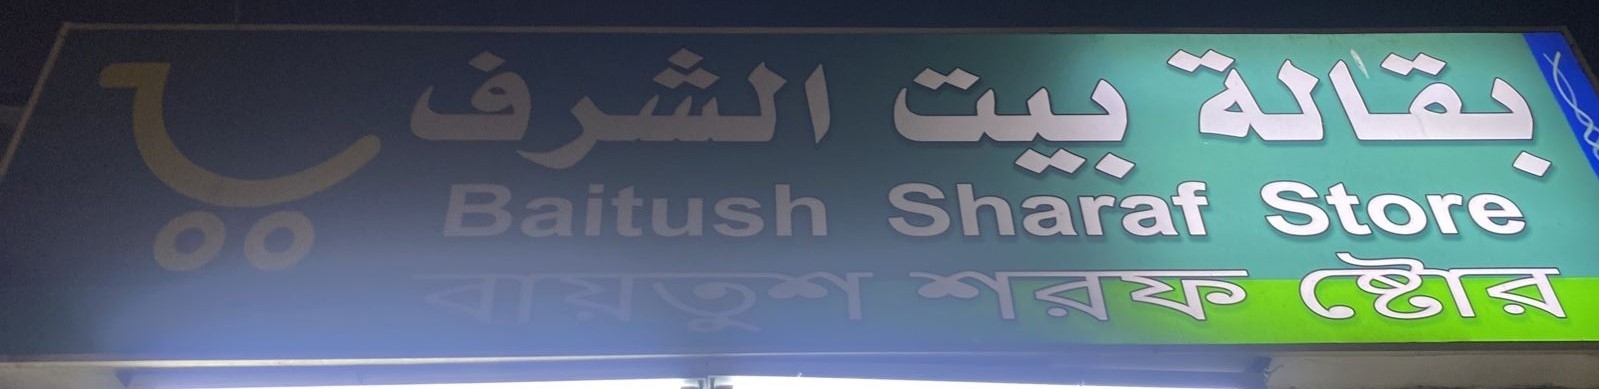 بقالة بيت الشرف
Baitush Sharaf Store
বায়তুশ শরফ ষ্টোর